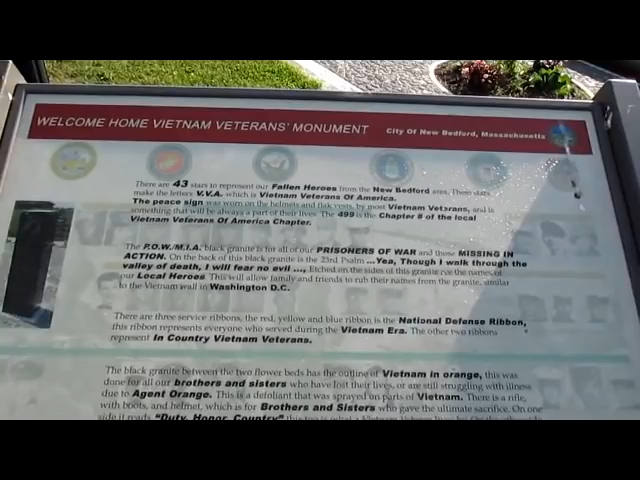 WELCOME HOME VIETNAM VETERANS' MONUMENT City Of New Bedford, Massachusetts
There are 43 stars to represent our Fallen Heroes from the New Bedford area. These stars
make the letters V.V.A. which is Vietnam Veterans Of America.
The peace sign was worn on the helmets and flak vests, by most Vietnam Veterans, and is
something that will be always a part of their lives. The 499 is the Chapter # of the local
Vietnam Veterans Of America Chapter.
The P.O.W./M.I.A. black granite is for all of our PRISONERS OF WAR and those MISSING IN
ACTION. On the back of this black granite is the 23rd Psalm ...Yea, Though I walk through the
valley of death, I will fear no evil ..., Etched on the sides of this granite are the names of
our Local Heroes This will allow family and friends to rub their names from the granite, similar
to the Vietnam wall in Washington D.C.
There are three service ribbons, the red, yellow and blue ribbon is the National Defense Ribbon,
this ribbon represents everyone who served during the Vietnam Era. The other two ribbons
represent In Country Vietnam Veterans.
The black granite between the two flower beds has the outline of Vietnam in orange, this was
done for all our brothers and sisters who have lost their lives, or are still struggling with illness
due to Agent Orange. This is a defoliant that was sprayed on parts of Vietnam. There is a rifle,
with boots, and helmet, which is for Brothers and Sisters who gave the ultimate sacrifice. On one
side it reads "Duty, Honor, Country"